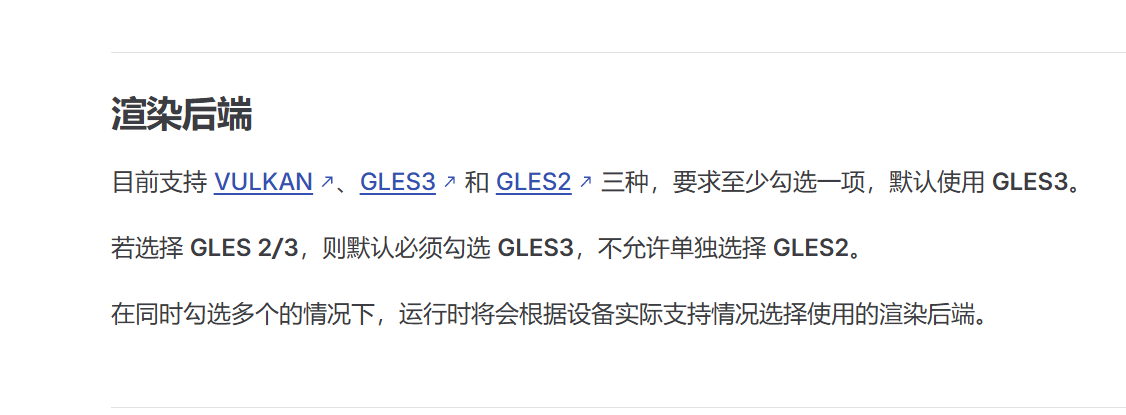 渲染后端
目前支持 VULKAN ↗、GLES3 ↗ 和 GLES2 ↗ 三种，要求至少勾选一项，默认使用 GLES3。
若选择 GLES 2/3，则默认必须勾选 GLES3，不允许单独选择 GLES2。
在同时勾选多个的情况下，运行时将会根据设备实际支持情况选择使用的渲染后端。